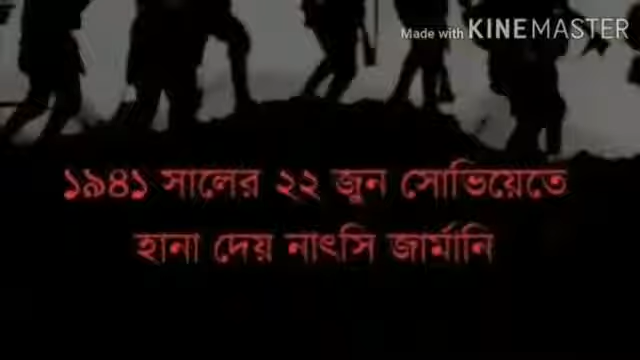 Made with KINEMASTER
১৯৪১ সালের ২২ জুন সোভিয়েতে
হানা দেয় নাৎসি জার্মানি